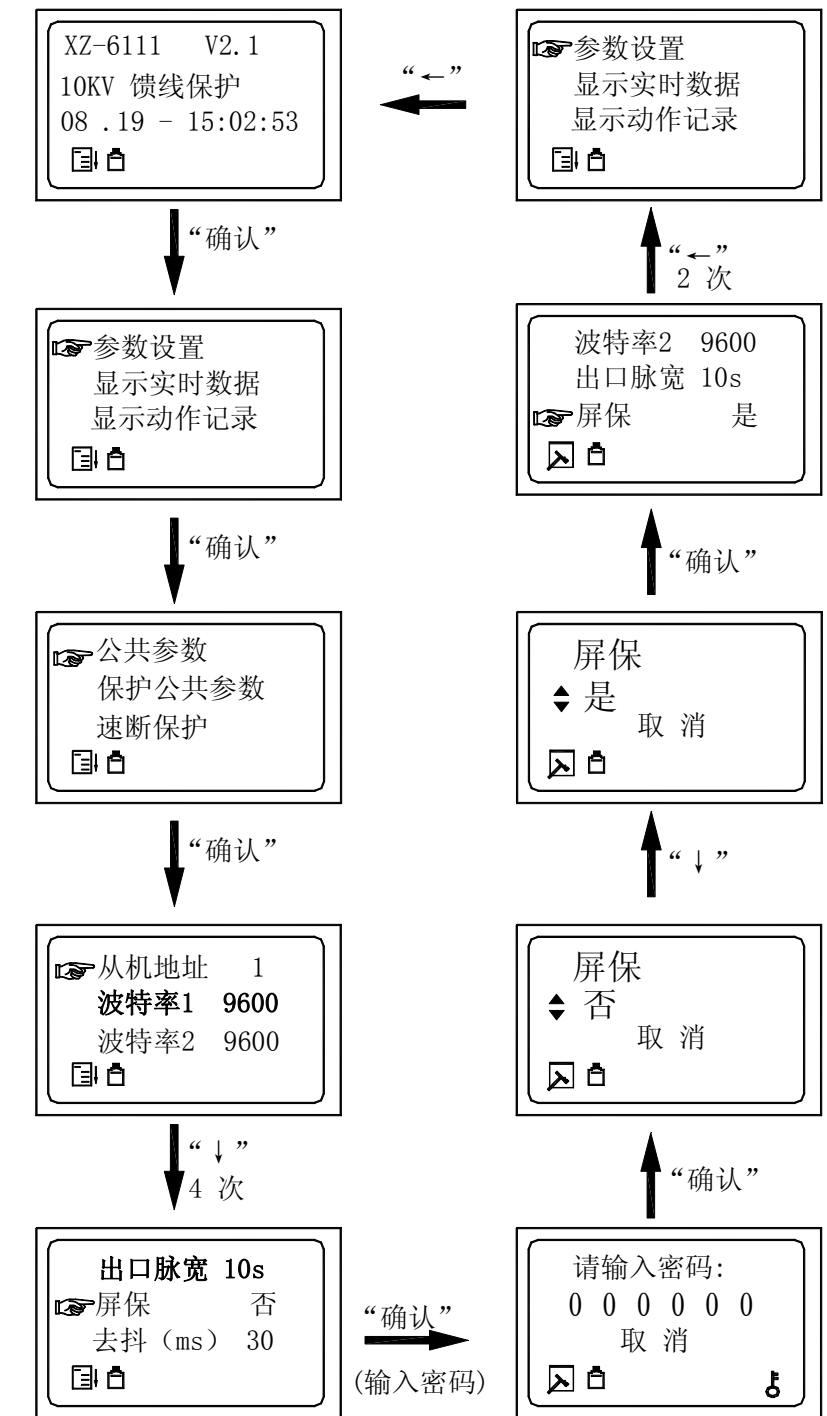 XZ-6111 V2.1
10KV 馈线保护
08 .19 - 15:02:53
“确认”
参数设置
显示实时数据
显示动作记录
“确认”
公共参数
保护公共参数
速断保护
“确认”
从机地址 1
波特率1 9600
波特率2 9600
“↓”
4 次
出口脉宽 10s
屏保 否
去抖（ms） 30
“确认”
(输入密码)
请输入密码:
0 0 0 0 0 0
取 消
“确认”
屏保
否
取 消
“↓”
屏保
是
取 消
“确认”
波特率2 9600
出口脉宽 10s
屏保 是
“←”
2 次
参数设置
显示实时数据
显示动作记录
“←”